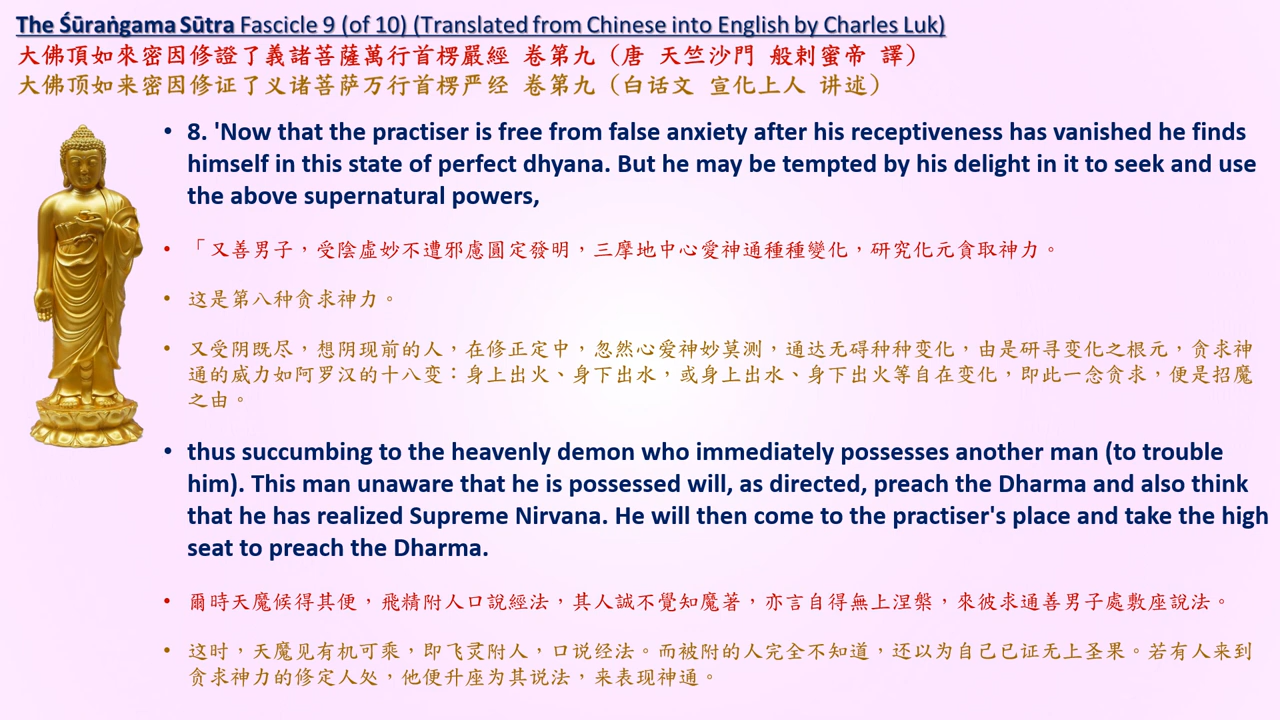 The Śūraṅgama Sūtra Fascicle 9 (of 10) (Translated from Chinese into English by Charles Luk)
大佛頂如來密因修證了義諸菩薩萬行首楞嚴經 卷第九（唐 天竺沙門 般剌蜜帝 譯）
大佛顶如来密因修证了义诸菩萨万行首楞严经 卷第九（白话文 宣化上人 讲述）
• 8. 'Now that the practiser is free from false anxiety after his receptiveness has vanished he finds
himself in this state of perfect dhyana. But he may be tempted by his delight in it to seek and use
the above supernatural powers,
• 「又善男子，受陰虛妙不遭邪慮圓定發明，三摩地中心愛神通種種變化，研究化元貪取神力。
• 这是第八种贪求神力。
• 又受阴既尽，想阴现前的人，在修正定中，忽然心爱神妙莫测，通达无碍种种变化，由是研寻变化之根元，贪求神
通的威力如阿罗汉的十八变：身上出火、身下出水，或身上出水、身下出火等自在变化，即此一念贪求，便是招魔
之由。
• thus succumbing to the heavenly demon who immediately possesses another man (to trouble
him). This man unaware that he is possessed will, as directed, preach the Dharma and also think
that he has realized Supreme Nirvana. He will then come to the practiser's place and take the high
seat to preach the Dharma.
• 爾時天魔候得其便，飛精附人口說經法，其人誠不覺知魔著，亦言自得無上涅槃，來彼求通善男子處敷座說法。
• 这时，天魔见有机可乘，即飞灵附人，口说经法。而被附的人完全不知道，还以为自己已证无上圣果。若有人来到
贪求神力的修定人处，他便升座为其说法，来表现神通。